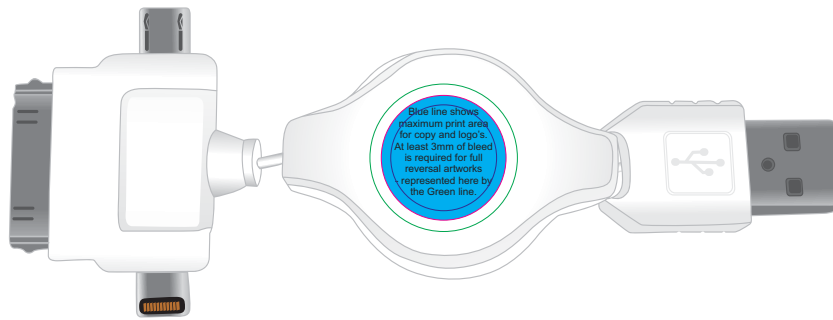 Blue line shows
maximum print area
for copy and logo's.
At least 3mm of bleed
is required for full
reversal artworks
- represented here by
the Green line.